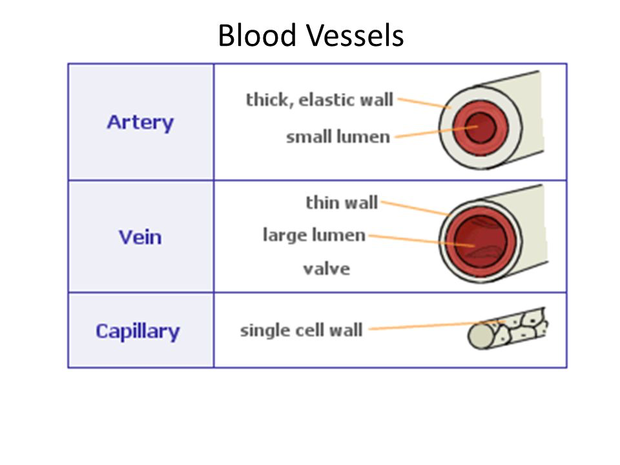 Blood Vessels
Artery
thick, elastic wall
small lumen
Vein
thin wall
large lumen
valve
Capillary
single cell wall